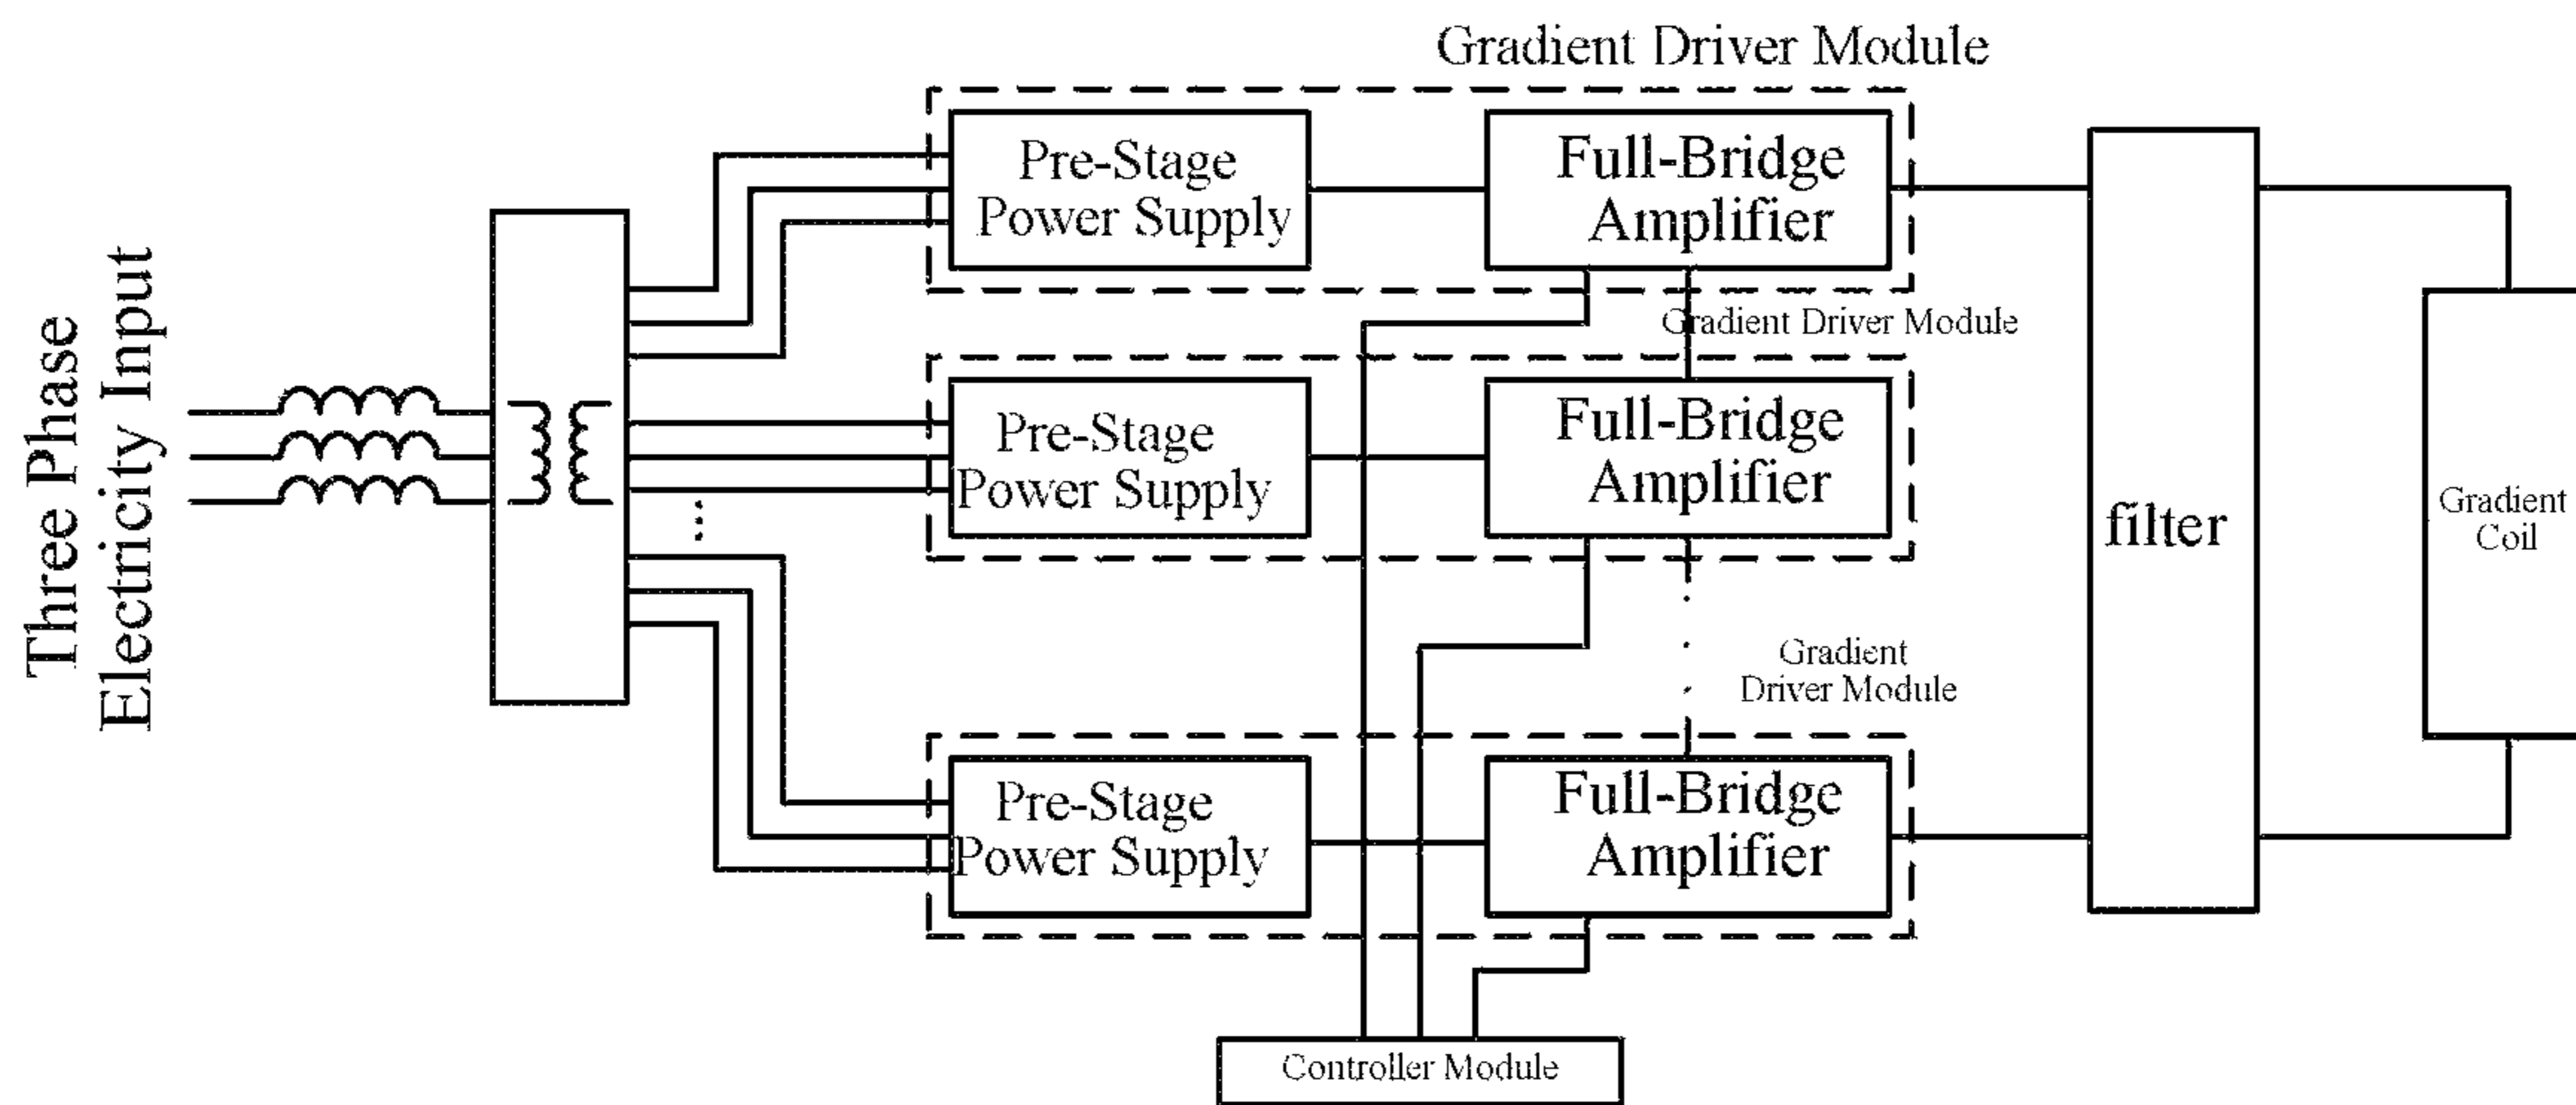 Three Phase
Electricity Input
Gradient Driver Module
Pre-Stage
Power Supply
Full-Bridge
Amplifier
Gradient Driver Module
Pre-Stage
Power Supply
Full-Bridge
Amplifier
Gradient
Driver Module
Pre-Stage
Power Supply
Full-Bridge
Amplifier
filter
Gradient
Coil
Controller Module